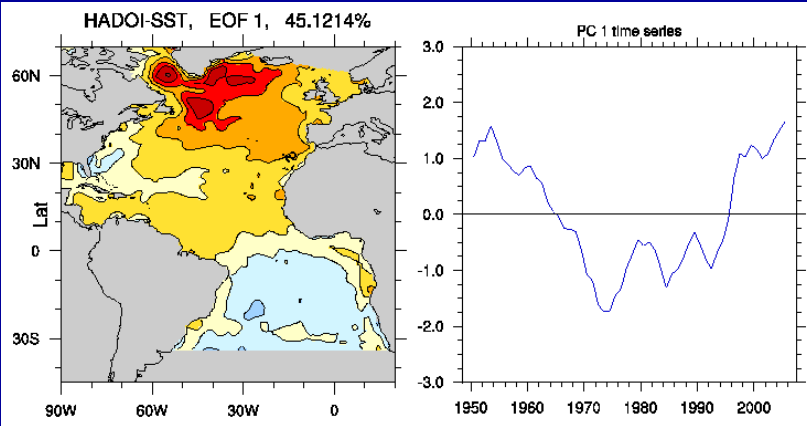 HADOI-SST, EOF 1, 45.1214%
60N
30N
0
30S
Lat
90W 60W 30W 0
PC 1 time series
3.0
2.0
1.0
0.0
-1.0
-2.0
-3.0
1950 1960 1970 1980 1990 2000